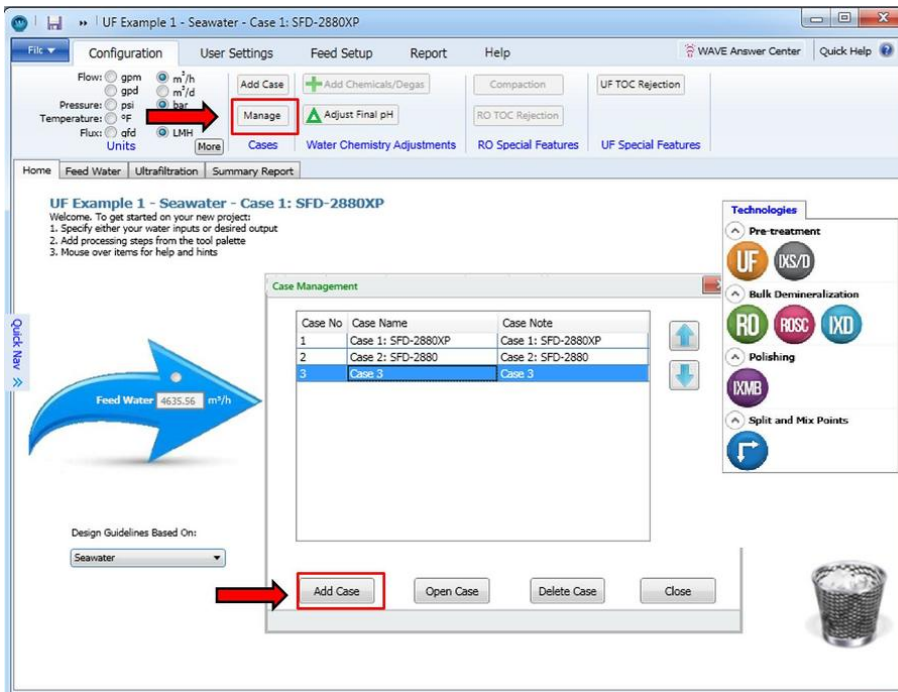 UF Example 1 - Seawater - Case 1: SFD-2880XP
File
Configuration
User Settings
Feed Setup
Report
Help
WAVE Answer Center
Quick Help
Flow: gpm m³/h
gpd m³/d
Pressure: psi bar
Temperature: °F
Flux: gfd LMH
Units
More
Add Case
Manage
Cases
Add Chemicals/Degas
Adjust Final pH
Water Chemistry Adjustments
Compaction
RO TOC Rejection
RO Special Features
UF TOC Rejection
UF Special Features
Home Feed Water Ultrafiltration Summary Report
UF Example 1 - Seawater - Case 1: SFD-2880XP
Welcome. To get started on your new project:
1. Specify either your water inputs or desired output
2. Add processing steps from the tool palette
3. Mouse over items for help and hints
Quick Nav
Feed Water 4635.56 m³/h
Design Guidelines Based On:
Seawater
Case Management
Case No Case Name Case Note
1 Case 1: SFD-2880XP Case 1: SFD-2880XP
2 Case 2: SFD-2880 Case 2: SFD-2880
3 Case 3 Case 3
Add Case
Open Case
Delete Case
Close
Technologies
Pre-treatment
UF IXS/D
Bulk Demineralization
RO ROSC IXD
Polishing
IXMB
Split and Mix Points